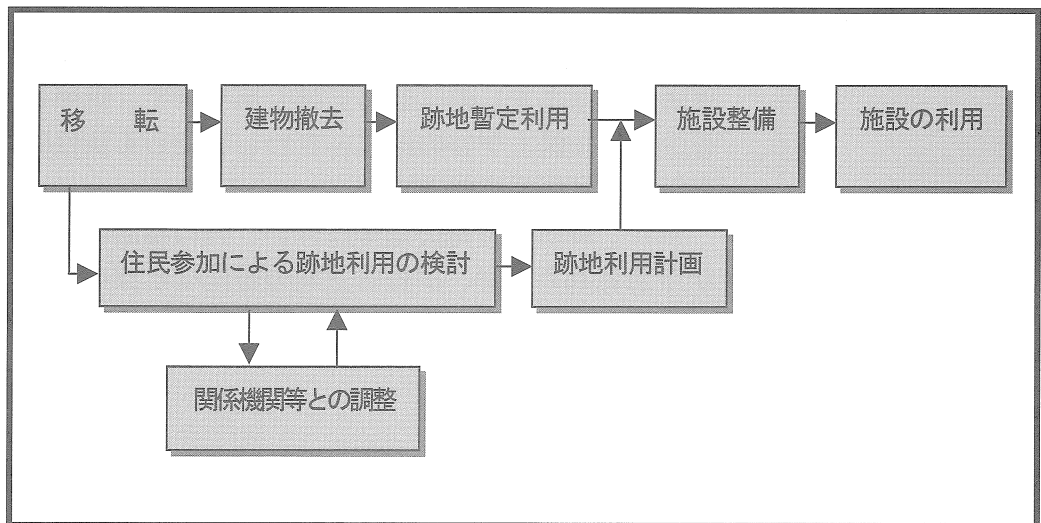 移　転
建物撤去
跡地暫定利用
施設整備
施設の利用
住民参加による跡地利用の検討
跡地利用計画
関係機関等との調整